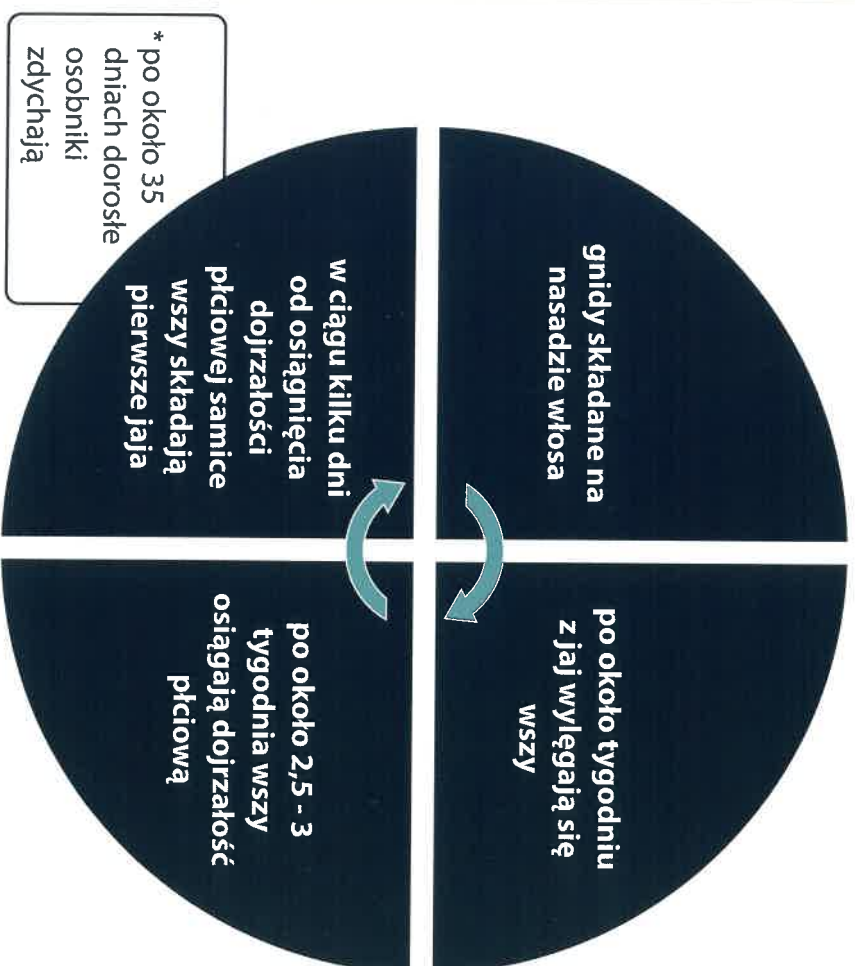 gnidy składane na
nasadzie włosa
po około tygodniu
z jaj wylęgają się
wszy
po około 2,5 - 3
tygodnia wszy
osiągają dojrzałość
płciową
w ciągu kilku dni
od osiągnięcia
dojrzałości
płciowej samice
wszy składają
pierwsze jaja
* po około 35
dniach dorosłe
osobniki
zdychają